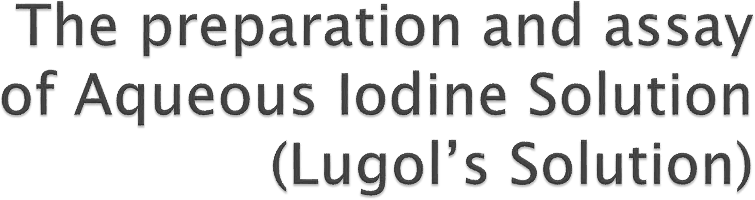 The preparation and assay
of Aqueous Iodine Solution
(Lugol’s Solution)